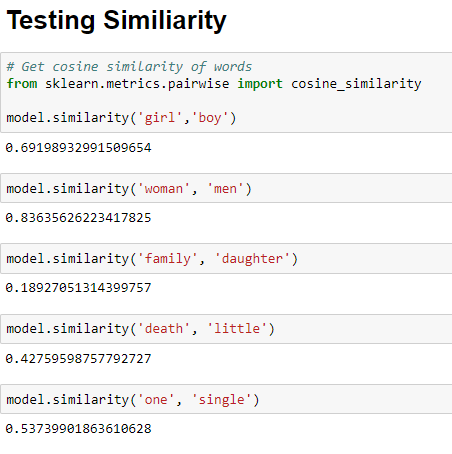 Testing Similiarity
# Get cosine similarity of words
from sklearn.metrics.pairwise import cosine_similarity
model.similarity('girl','boy')
0.69198932991509654
model.similarity('woman', 'men')
0.83635626223417825
model.similarity('family', 'daughter')
0.18927051314399757
model.similarity('death', 'little')
0.42759598757792727
model.similarity('one', 'single')
0.53739901863610628